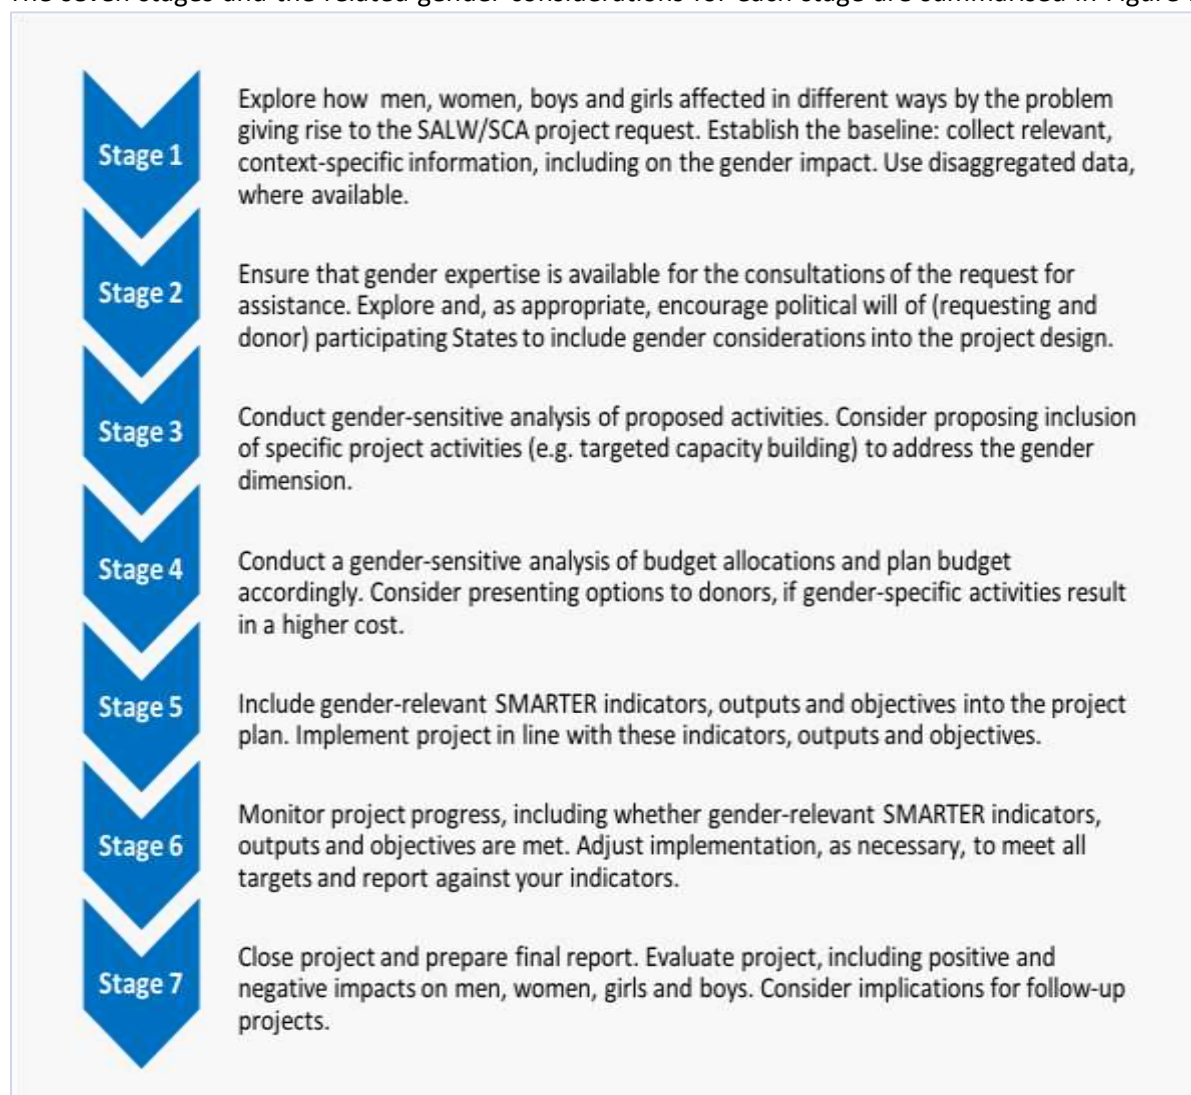 The seven stages and the related gender considerations for each stage are summarised in Figure
Stage 1
Explore how men, women, boys and girls affected in different ways by the problem
giving rise to the SALW/SCA project request. Establish the baseline: collect relevant,
context-specific information, including on the gender impact. Use disaggregated data,
where available.
Stage 2
Ensure that gender expertise is available for the consultations of the request for
assistance. Explore and, as appropriate, encourage political will of (requesting and
donor) participating States to include gender considerations into the project design.
Stage 3
Conduct gender-sensitive analysis of proposed activities. Consider proposing inclusion
of specific project activities (e.g. targeted capacity building) to address the gender
dimension.
Stage 4
Conduct a gender-sensitive analysis of budget allocations and plan budget
accordingly. Consider presenting options to donors, if gender-specific activities result
in a higher cost.
Stage 5
Include gender-relevant SMARTER indicators, outputs and objectives into the project
plan. Implement project in line with these indicators, outputs and objectives.
Stage 6
Monitor project progress, including whether gender-relevant SMARTER indicators,
outputs and objectives are met. Adjust implementation, as necessary, to meet all
targets and report against your indicators.
Stage 7
Close project and prepare final report. Evaluate project, including positive and
negative impacts on men, women, girls and boys. Consider implications for follow-up
projects.